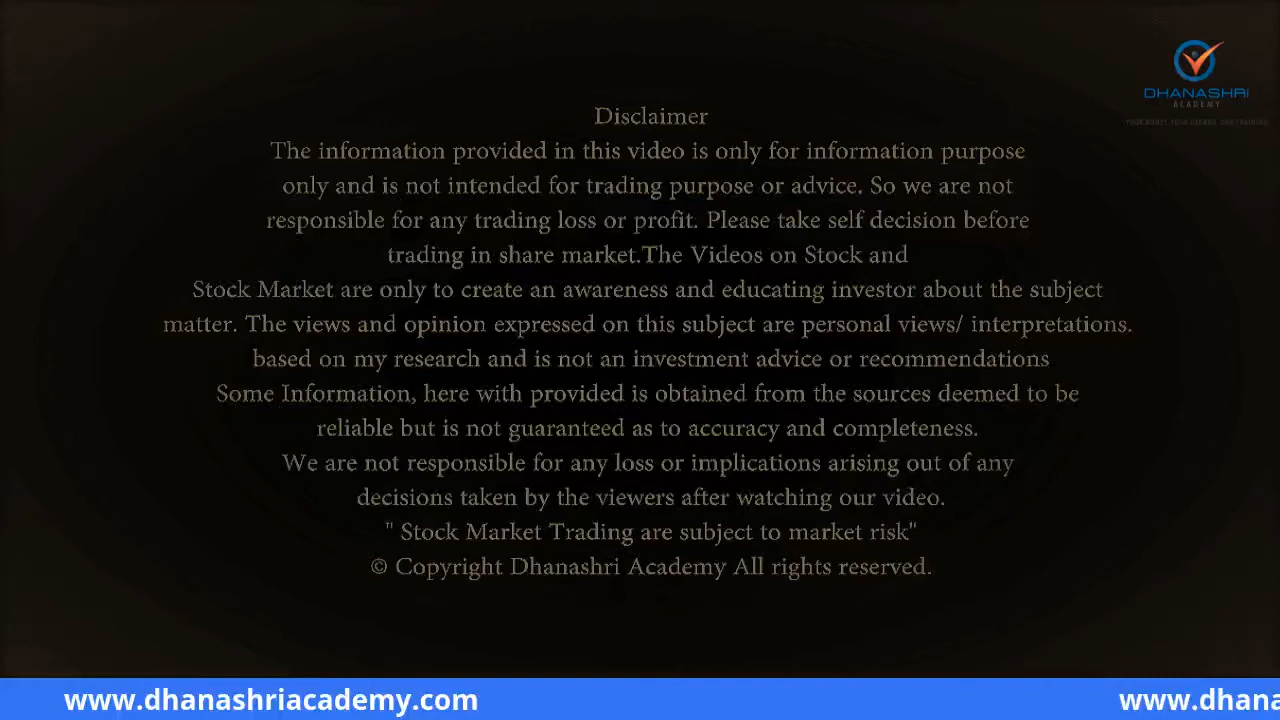 DHANASHRI
ACADEMY
Disclaimer
The information provided in this video is only for information purpose
only and is not intended for trading purpose or advice. So we are not
responsible for any trading loss or profit. Please take self decision before
trading in share market.The Videos on Stock and
Stock Market are only to create an awareness and educating investor about the subject
matter. The views and opinion expressed on this subject are personal views/ interpretations.
based on my research and is not an investment advice or recommendations
Some Information, here with provided is obtained from the sources deemed to be
reliable but is not guaranteed as to accuracy and completeness.
We are not responsible for any loss or implications arising out of any
decisions taken by the viewers after watching our video.
" Stock Market Trading are subject to market risk"
© Copyright Dhanashri Academy All rights reserved.
www.dhanashriacademy.com www.dhana